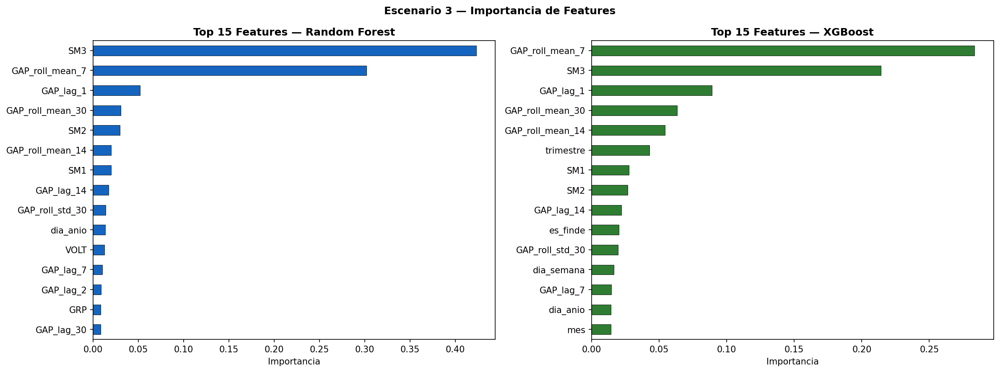 Escenario 3 — Importancia de Features
Top 15 Features — Random Forest
SM3
GAP_roll_mean_7
GAP_lag_1
GAP_roll_mean_30
SM2
GAP_roll_mean_14
SM1
GAP_lag_14
GAP_roll_std_30
dia_anio
VOLT
GAP_lag_7
GAP_lag_2
GRP
GAP_lag_30
0.00 0.05 0.10 0.15 0.20 0.25 0.30 0.35 0.40
Importancia
Top 15 Features — XGBoost
GAP_roll_mean_7
SM3
GAP_lag_1
GAP_roll_mean_30
GAP_roll_mean_14
trimestre
SM1
SM2
GAP_lag_14
es_finde
GAP_roll_std_30
dia_semana
GAP_lag_7
dia_anio
mes
0.00 0.05 0.10 0.15 0.20 0.25
Importancia